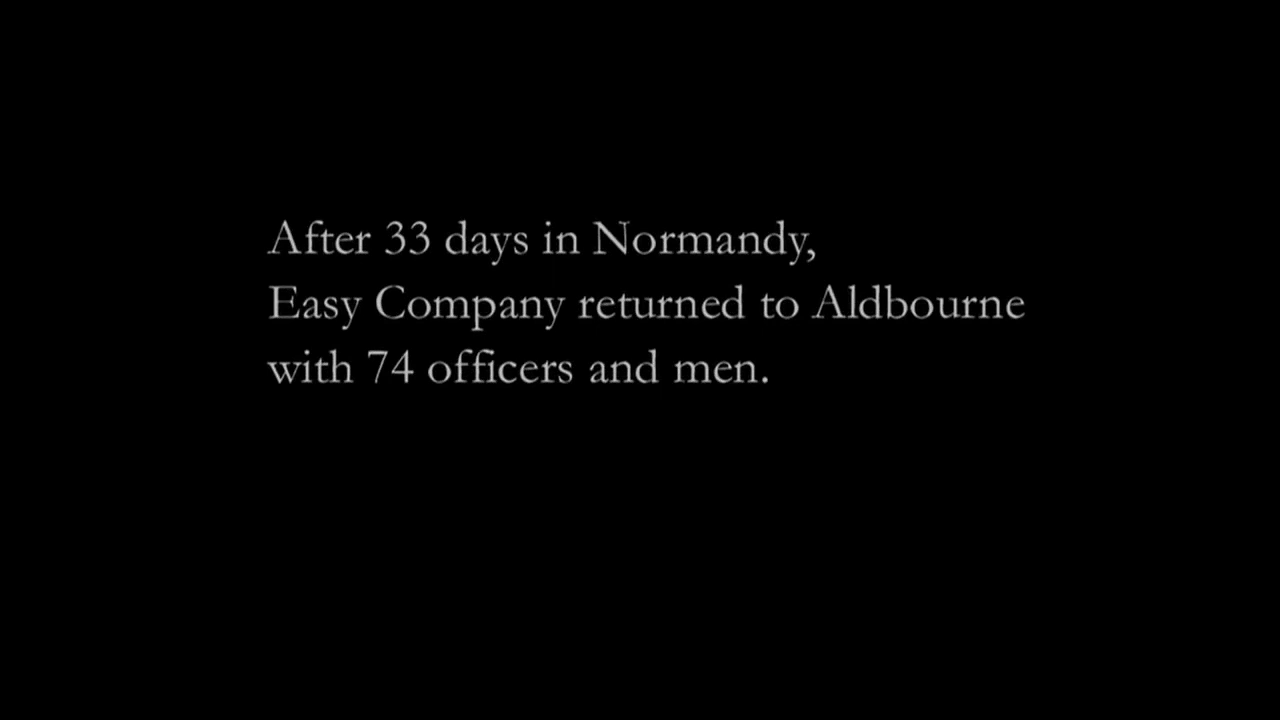 After 33 days in Normandy,
Easy Company returned to Aldbourne
with 74 officers and men.